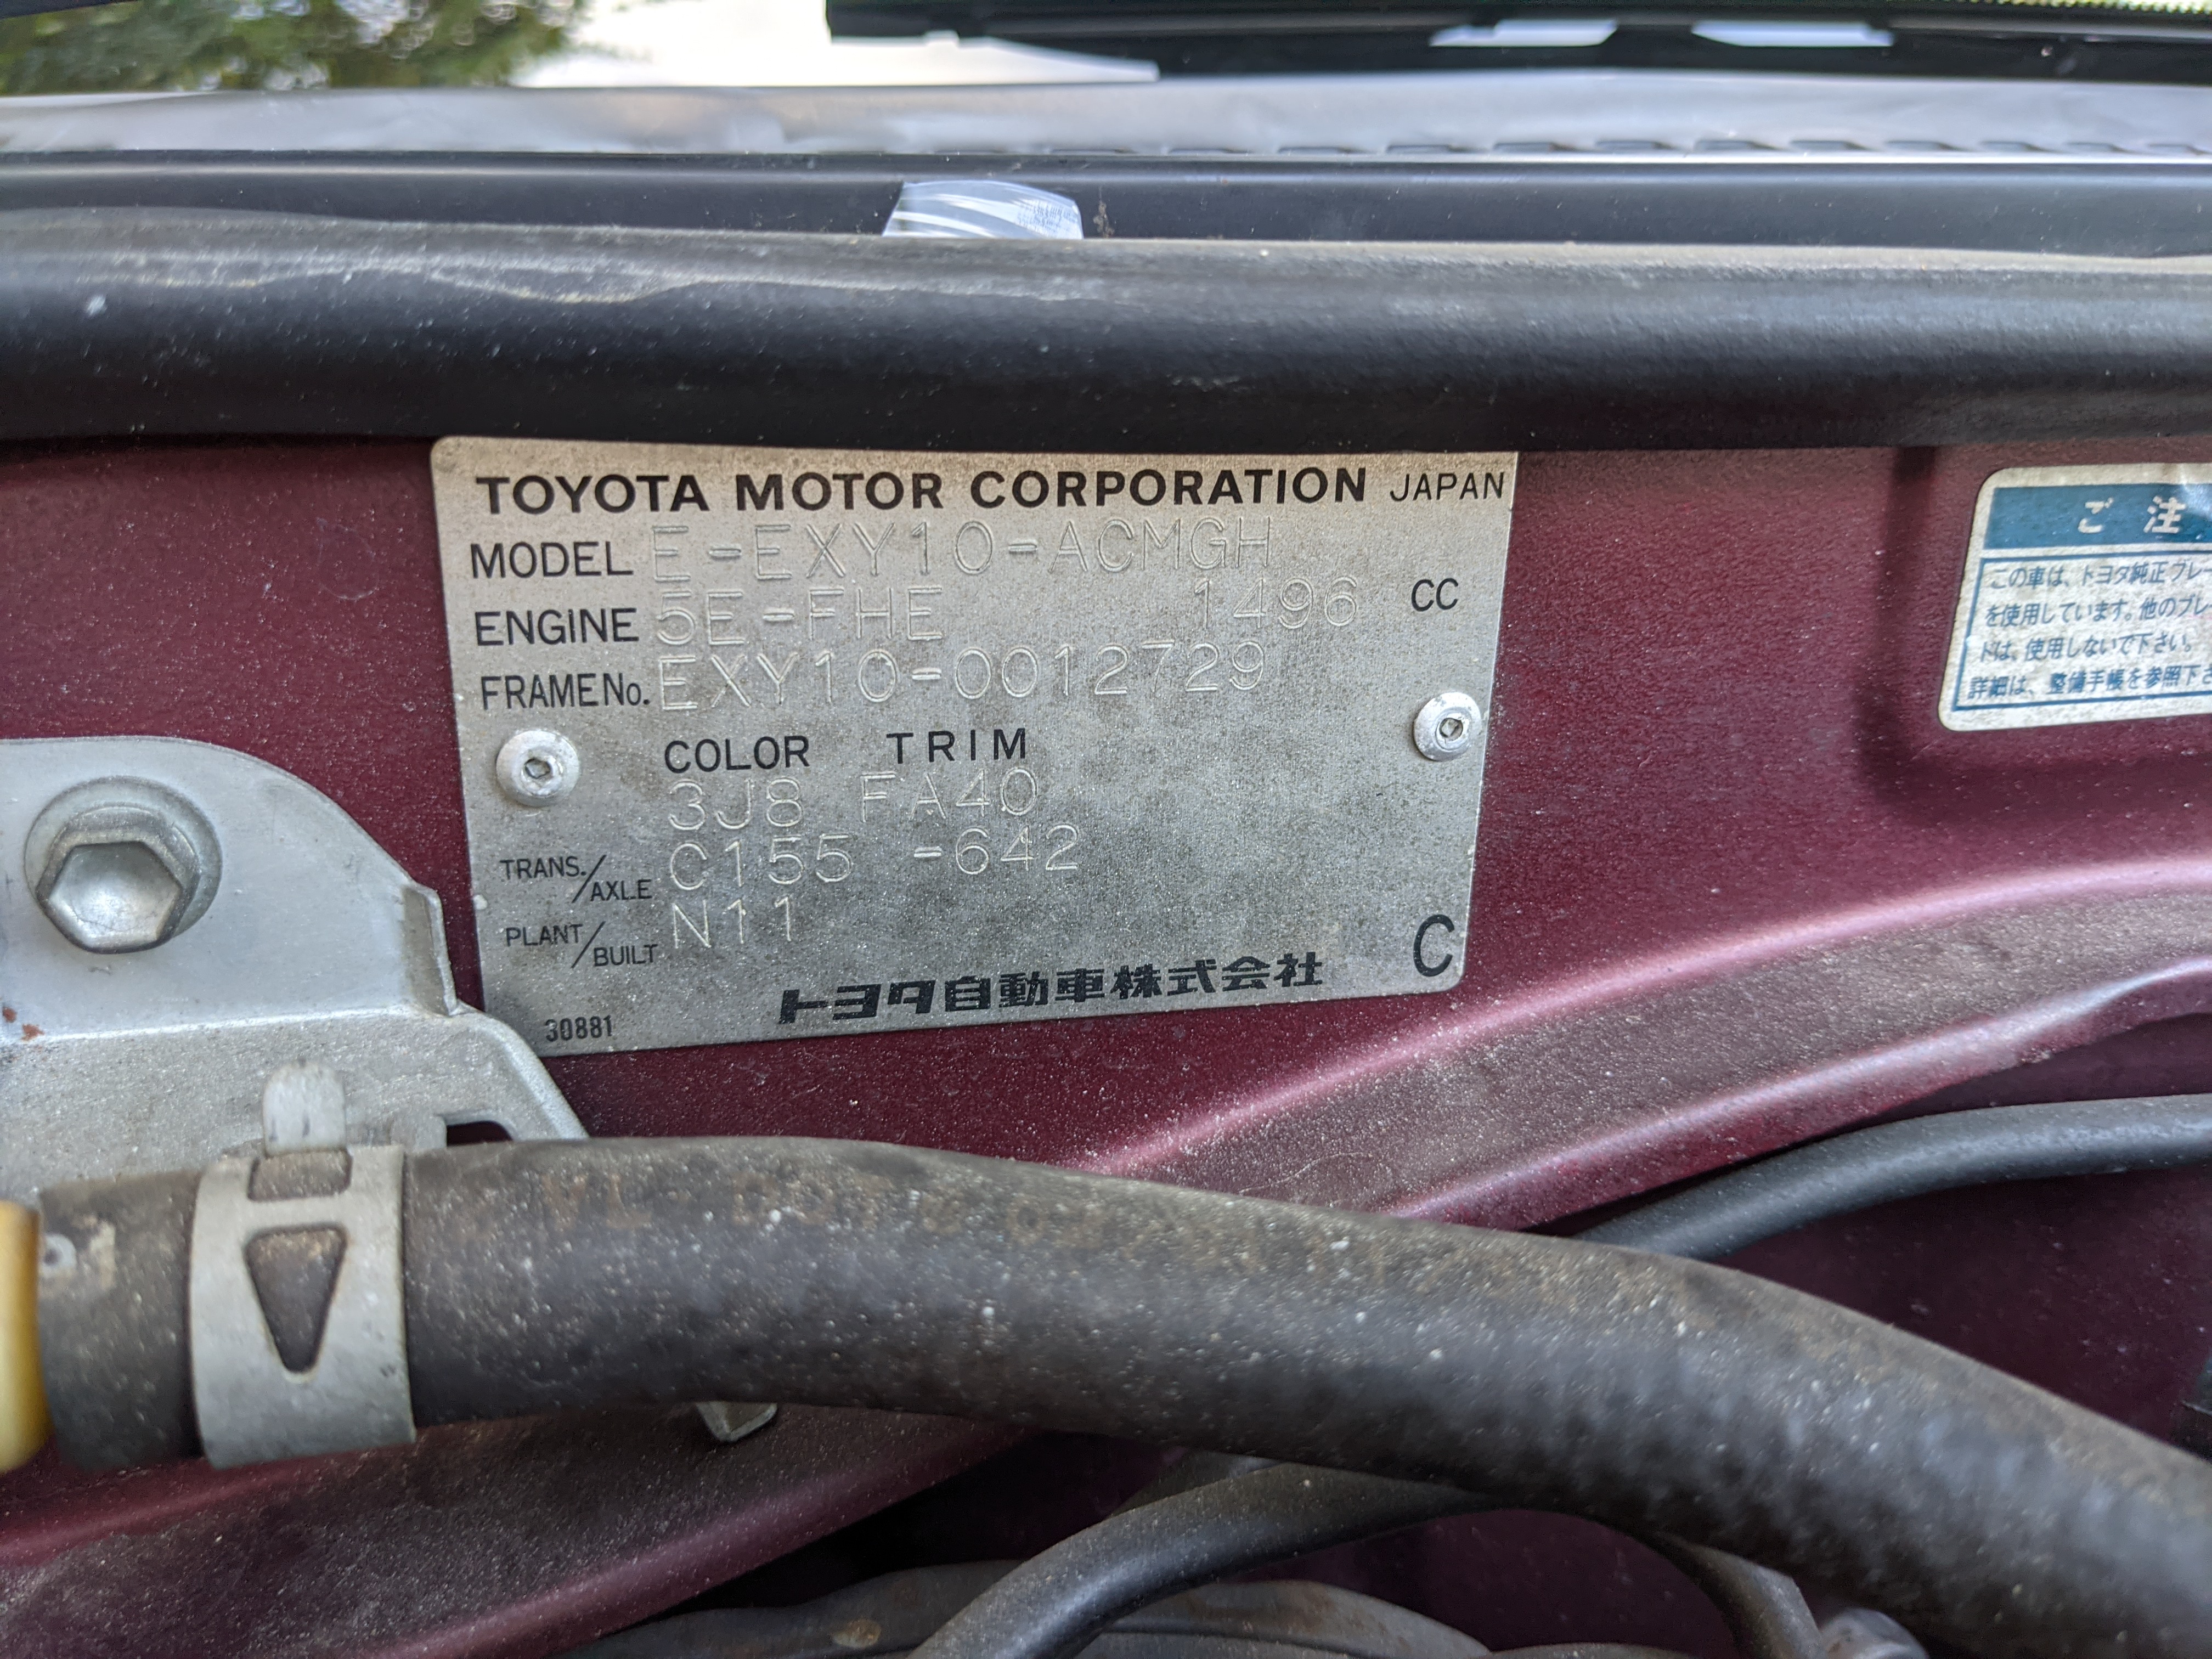 TOYOTA MOTOR CORPORATION JAPAN
MODEL E-EXY10-ACMGH
ENGINE 5E-FHE 1496 CC
FRAME No. EXY10-0012729
COLOR TRIM
3J8 FA40
TRANS./AXLE C155 -642
PLANT/BUILT N11
C
トヨタ自動車株式会社
30881
ご注
この車は、トヨタ純正ブレー
を使用しています。他のブレ
ドは、使用しないで下さい。
詳細は、整備手帳を参照下さ